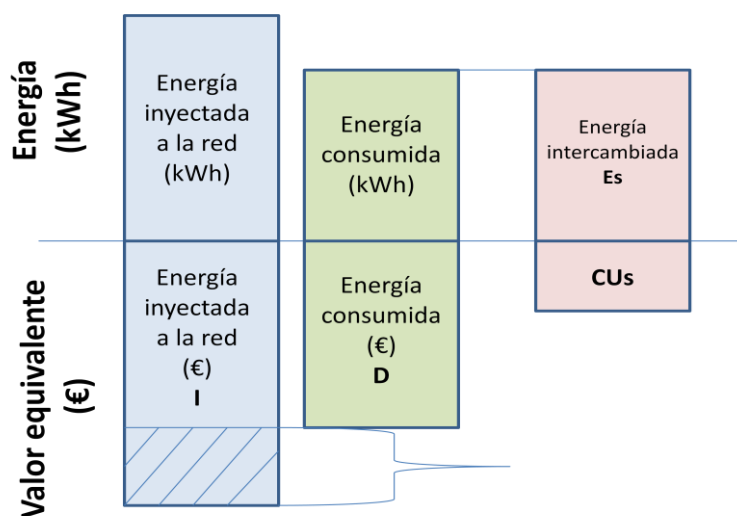 Energía
(kWh)
Energía
inyectada
a la red
(kWh)
Energía
consumida
(kWh)
Energía
intercambiada
Es
Valor equivalente
(€)
Energía
inyectada
a la red
(€)
I
Energía
consumida
(€)
D
CUs